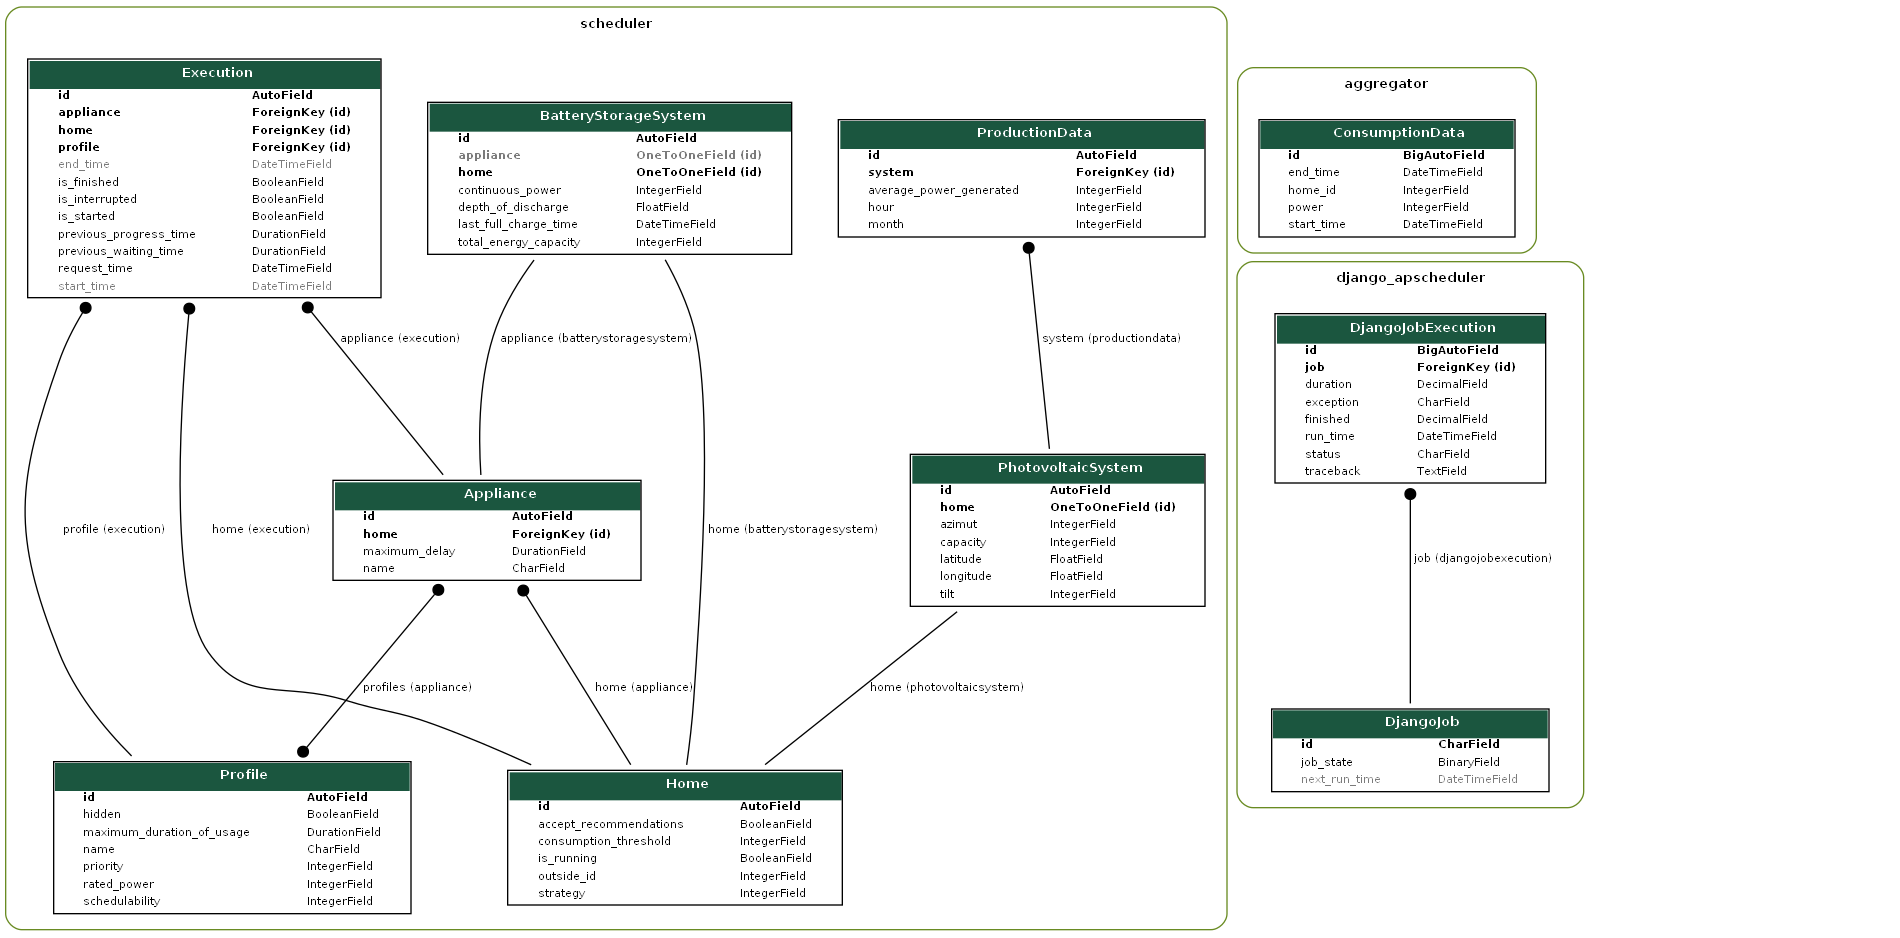 scheduler
Execution
id AutoField
appliance ForeignKey (id)
home ForeignKey (id)
profile ForeignKey (id)
end_time DateTimeField
is_finished BooleanField
is_interrupted BooleanField
is_started BooleanField
previous_progress_time DurationField
previous_waiting_time DurationField
request_time DateTimeField
start_time DateTimeField
BatteryStorageSystem
id AutoField
appliance OneToOneField (id)
home OneToOneField (id)
continuous_power IntegerField
depth_of_discharge FloatField
last_full_charge_time DateTimeField
total_energy_capacity IntegerField
ProductionData
id AutoField
system ForeignKey (id)
average_power_generated IntegerField
hour IntegerField
month IntegerField
appliance (execution)
appliance (batterystoragesystem)
system (productiondata)
profile (execution)
home (execution)
home (batterystoragesystem)
Appliance
id AutoField
home ForeignKey (id)
maximum_delay DurationField
name CharField
PhotovoltaicSystem
id AutoField
home OneToOneField (id)
azimut IntegerField
capacity IntegerField
latitude FloatField
longitude FloatField
tilt IntegerField
profiles (appliance)
home (appliance)
home (photovoltaicsystem)
Profile
id AutoField
hidden BooleanField
maximum_duration_of_usage DurationField
name CharField
priority IntegerField
rated_power IntegerField
schedulability IntegerField
Home
id AutoField
accept_recommendations BooleanField
consumption_threshold IntegerField
is_running BooleanField
outside_id IntegerField
strategy IntegerField
aggregator
ConsumptionData
id BigAutoField
end_time DateTimeField
home_id IntegerField
power IntegerField
start_time DateTimeField
django_apscheduler
DjangoJobExecution
id BigAutoField
job ForeignKey (id)
duration DecimalField
exception CharField
finished DecimalField
run_time DateTimeField
status CharField
traceback TextField
job (djangojobexecution)
DjangoJob
id CharField
job_state BinaryField
next_run_time DateTimeField